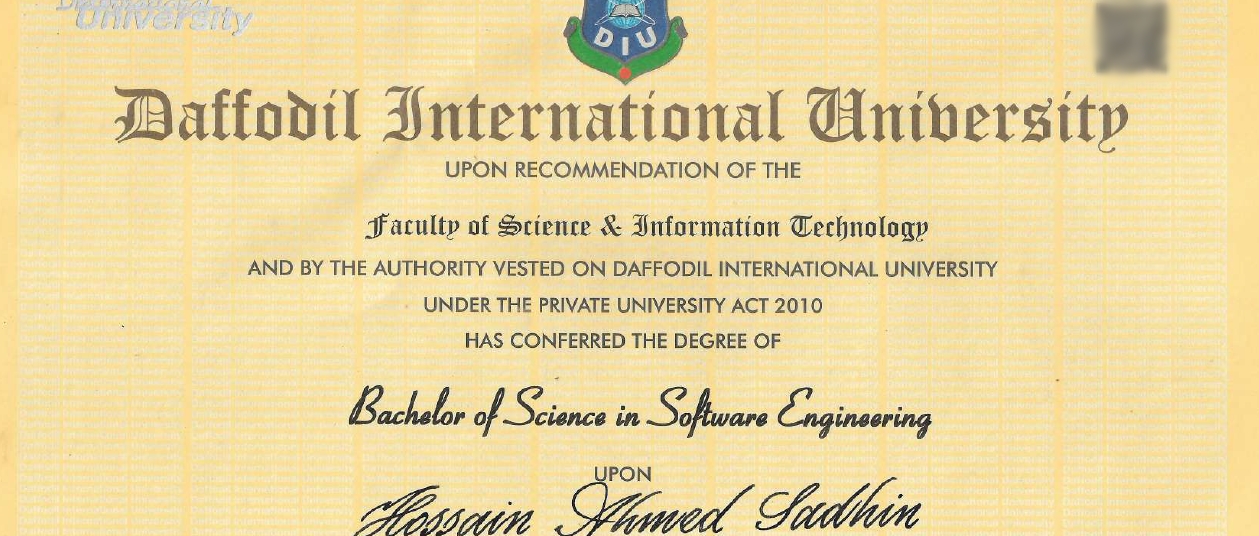 University
DIU
Daffodil International University
UPON RECOMMENDATION OF THE
Faculty of Science & Information Technology
AND BY THE AUTHORITY VESTED ON DAFFODIL INTERNATIONAL UNIVERSITY
UNDER THE PRIVATE UNIVERSITY ACT 2010
HAS CONFERRED THE DEGREE OF
Bachelor of Science in Software Engineering
UPON
Hossain Ahmed Sadhin